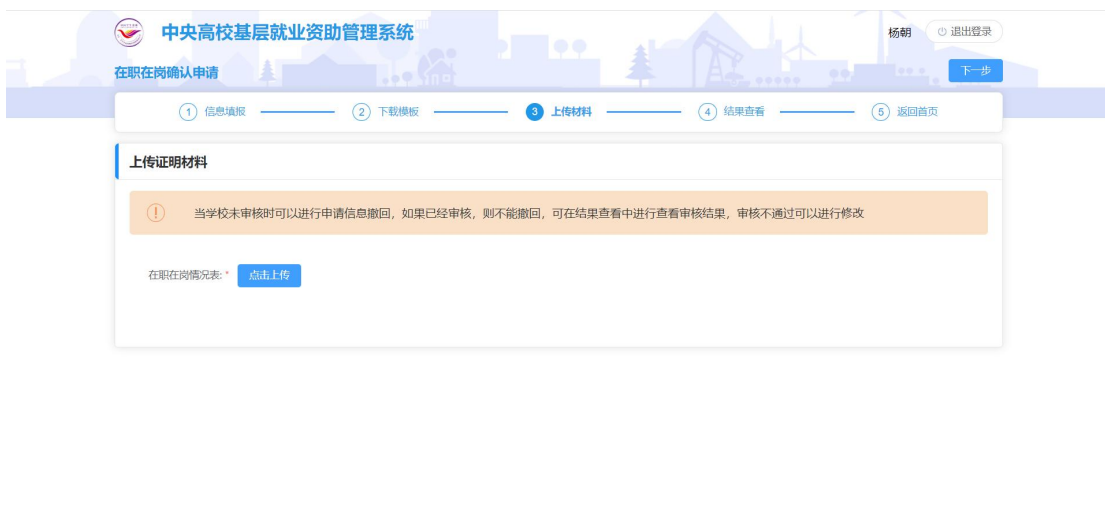 中央高校基层就业资助管理系统
杨朝
退出登录
在职在岗确认申请
下一步
1 信息填报
2 下载模板
3 上传材料
4 结果查看
5 返回首页
上传证明材料
当学校未审核时可以进行申请信息撤回，如果已经审核，则不能撤回，可在结果查看中进行查看审核结果，审核不通过可以进行修改
在职在岗情况表: * 点击上传